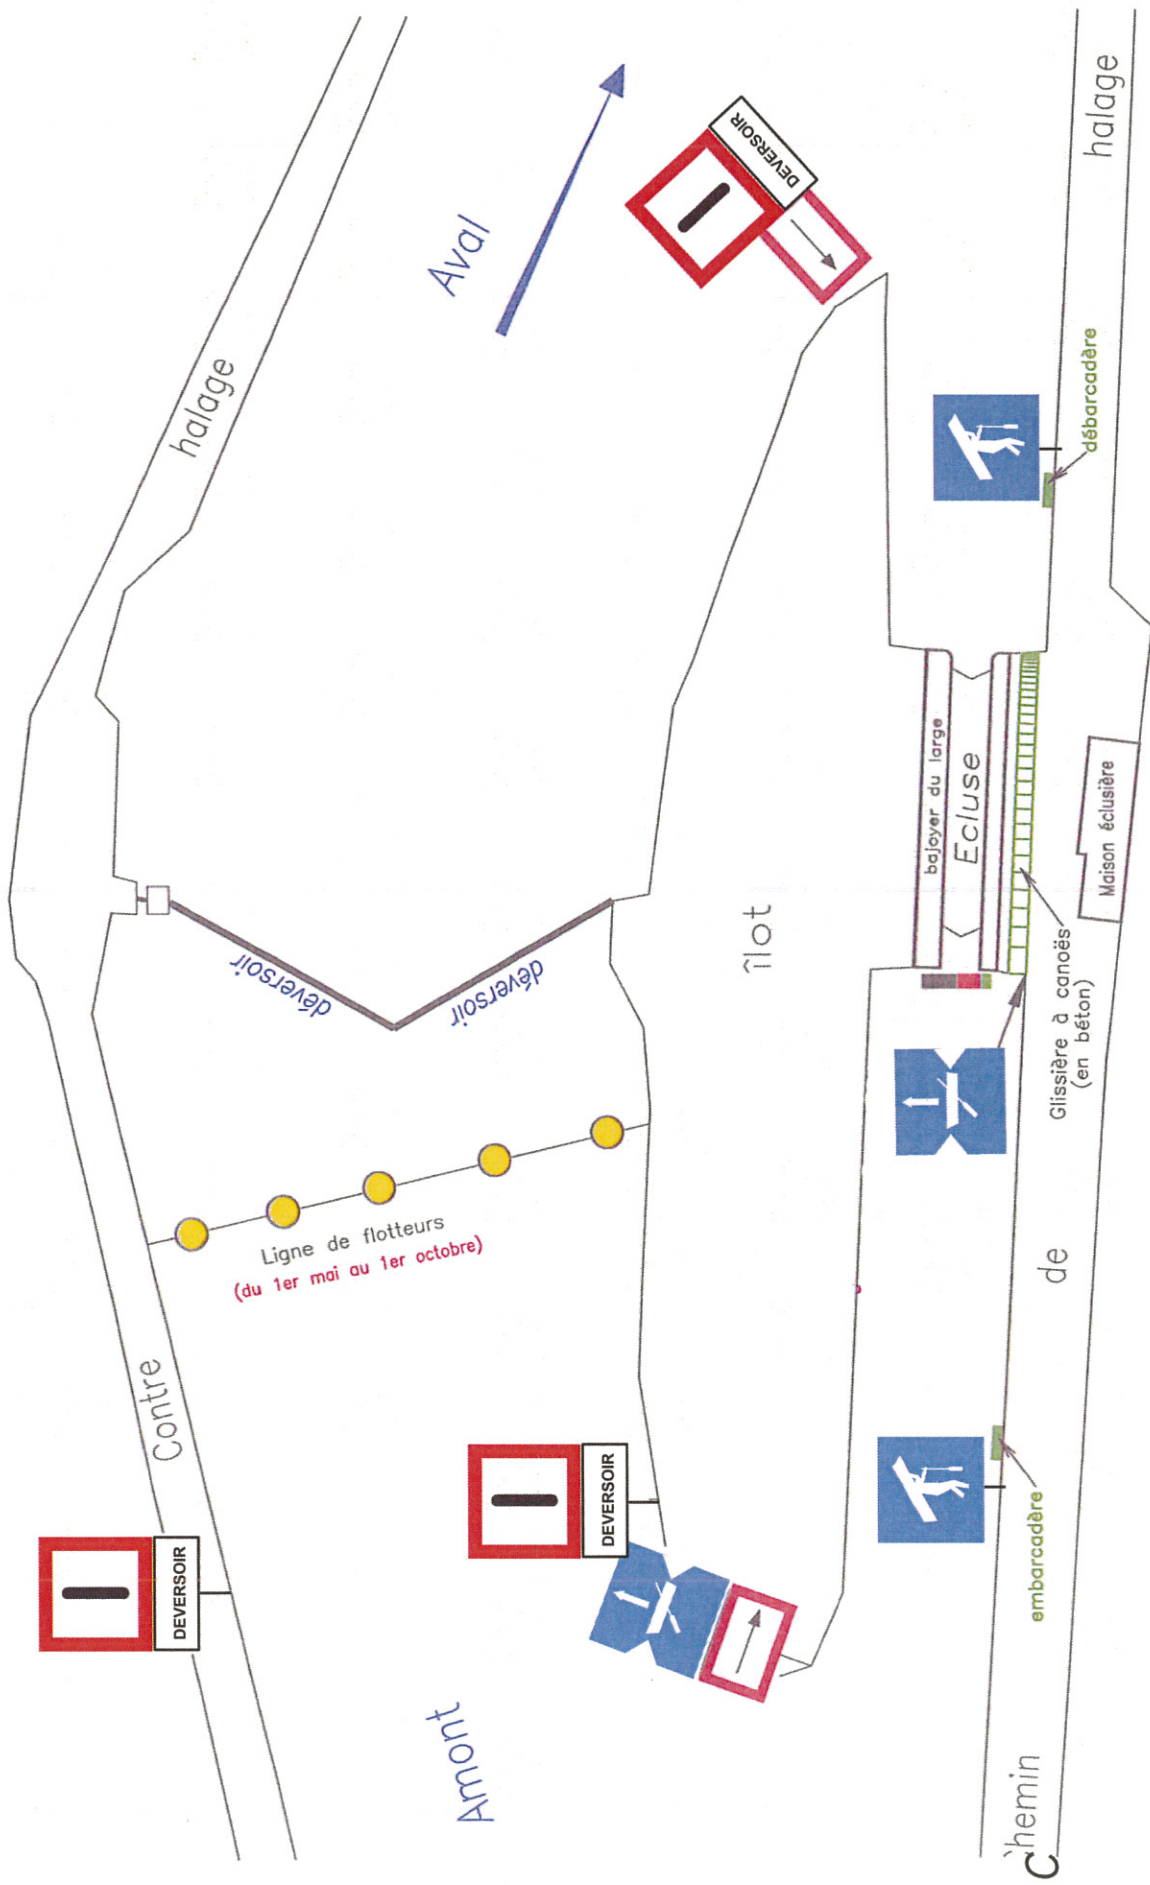 Contre
halage
DEVERSOIR
Ligne de flotteurs
(du 1er mai au 1er octobre)
déversoir
déversoir
Aval
DEVERSOIR
Amont
DEVERSOIR
îlot
bajoyer du large
Ecluse
Glissière à canoës
(en béton)
Maison éclusière
embarcadère
débarcadère
Chemin
de
halage